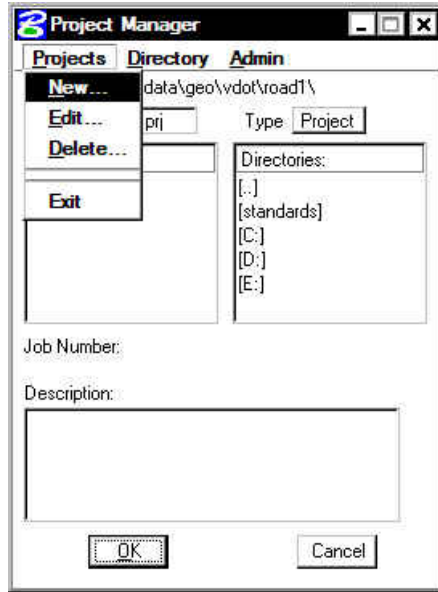 Project Manager
Projects Directory Admin
New... data\geo\vdot\road1\
Edit... prj Type Project
Delete...
Directories:
[..]
[standards]
Exit
[C:]
[D:]
[E:]
Job Number:
Description:
OK Cancel